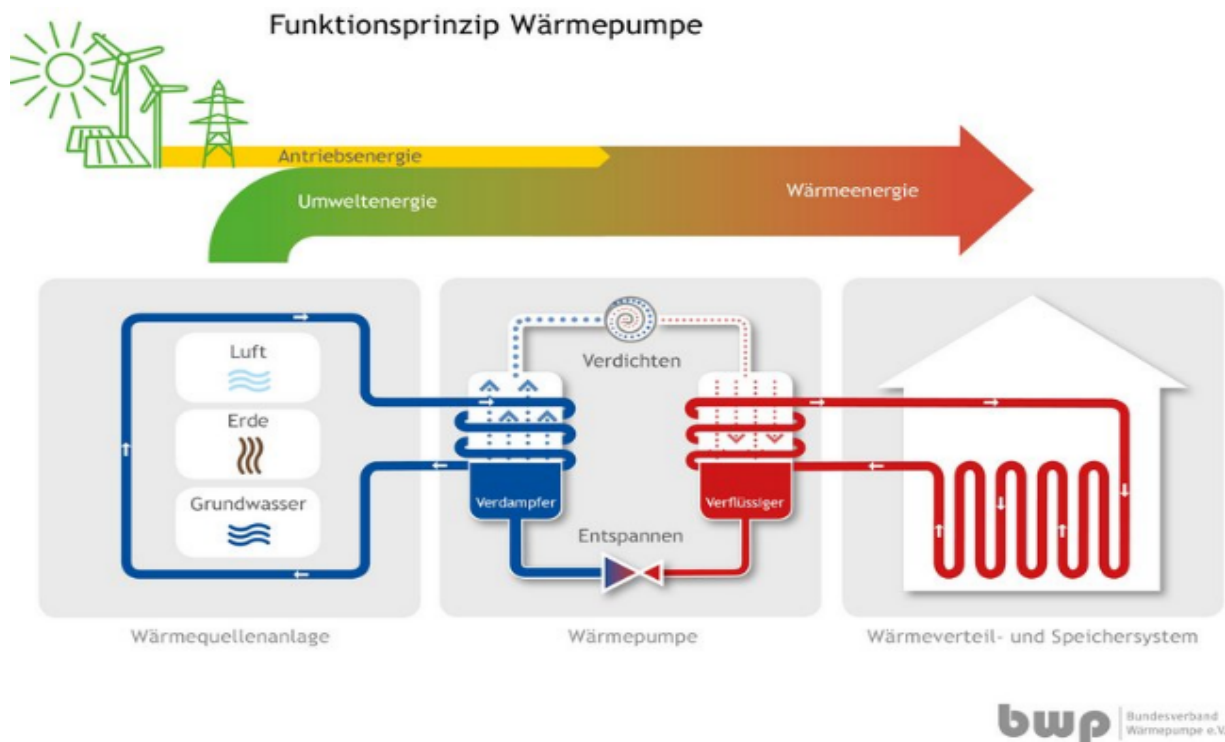 Funktionsprinzip Wärmepumpe
Antriebsenergie
Umweltenergie
Wärmeenergie
Luft
Erde
Grundwasser
Verdichten
Verdampfer
Verflüssiger
Entspannen
Wärmequellenanlage
Wärmepumpe
Wärmeverteil- und Speichersystem
bwp
Bundesverband
Wärmepumpe e.V.